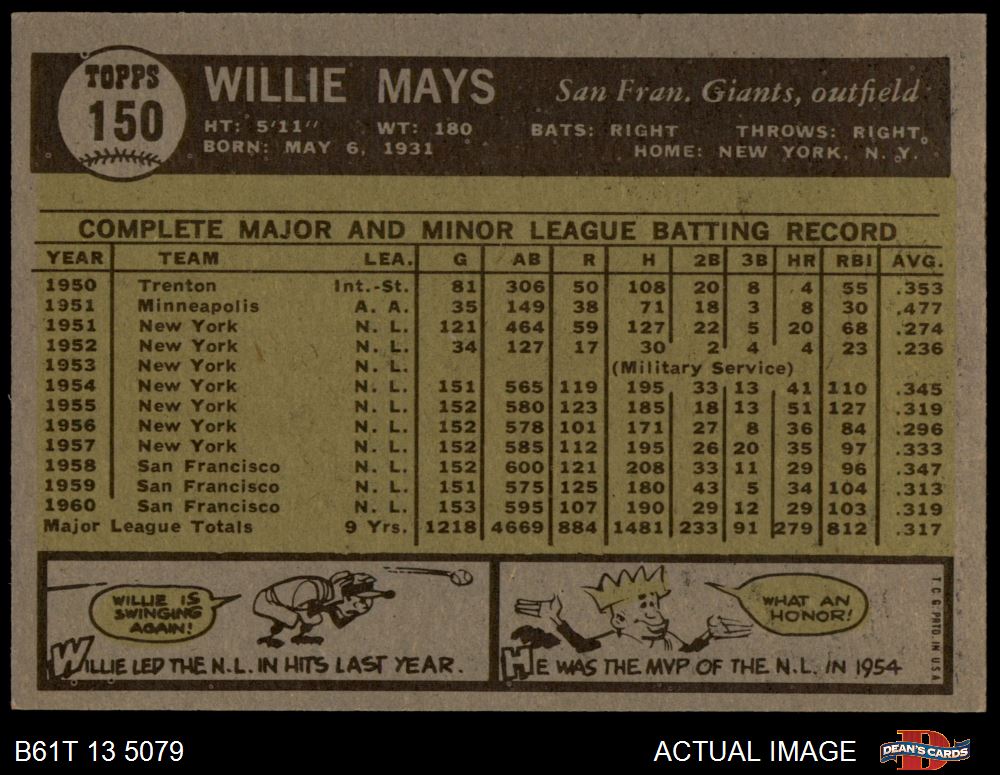 TOPPS
150
WILLIE MAYS
San Fran. Giants, outfield
HT: 5'11" WT: 180 BATS: RIGHT THROWS: RIGHT
BORN: MAY 6, 1931 HOME: NEW YORK, N. Y.
COMPLETE MAJOR AND MINOR LEAGUE BATTING RECORD
YEAR TEAM LEA. G AB R H 2B 3B HR RBI AVG.
1950 Trenton Int.-St. 81 306 50 108 20 8 4 55 .353
1951 Minneapolis A. A. 35 149 38 71 18 3 8 30 .477
1951 New York N. L. 121 464 59 127 22 5 20 68 .274
1952 New York N. L. 34 127 17 30 2 4 4 23 .236
1953 New York N. L. (Military Service)
1954 New York N. L. 151 565 119 195 33 13 41 110 .345
1955 New York N. L. 152 580 123 185 18 13 51 127 .319
1956 New York N. L. 152 578 101 171 27 8 36 84 .296
1957 New York N. L. 152 585 112 195 26 20 35 97 .333
1958 San Francisco N. L. 152 600 121 208 33 11 29 96 .347
1959 San Francisco N. L. 151 575 125 180 43 5 34 104 .313
1960 San Francisco N. L. 153 595 107 190 29 12 29 103 .319
Major League Totals 9 Yrs. 1218 4669 884 1481 233 91 279 812 .317
WILLIE IS
SWINGING
AGAIN!
WILLIE LED THE N.L. IN HITS LAST YEAR.
WHAT AN
HONOR!
HE WAS THE MVP OF THE N.L. IN 1954
T.C.G. PRTD. IN U.S.A.
B61T 13 5079
ACTUAL IMAGE
DEAN'S CARDS